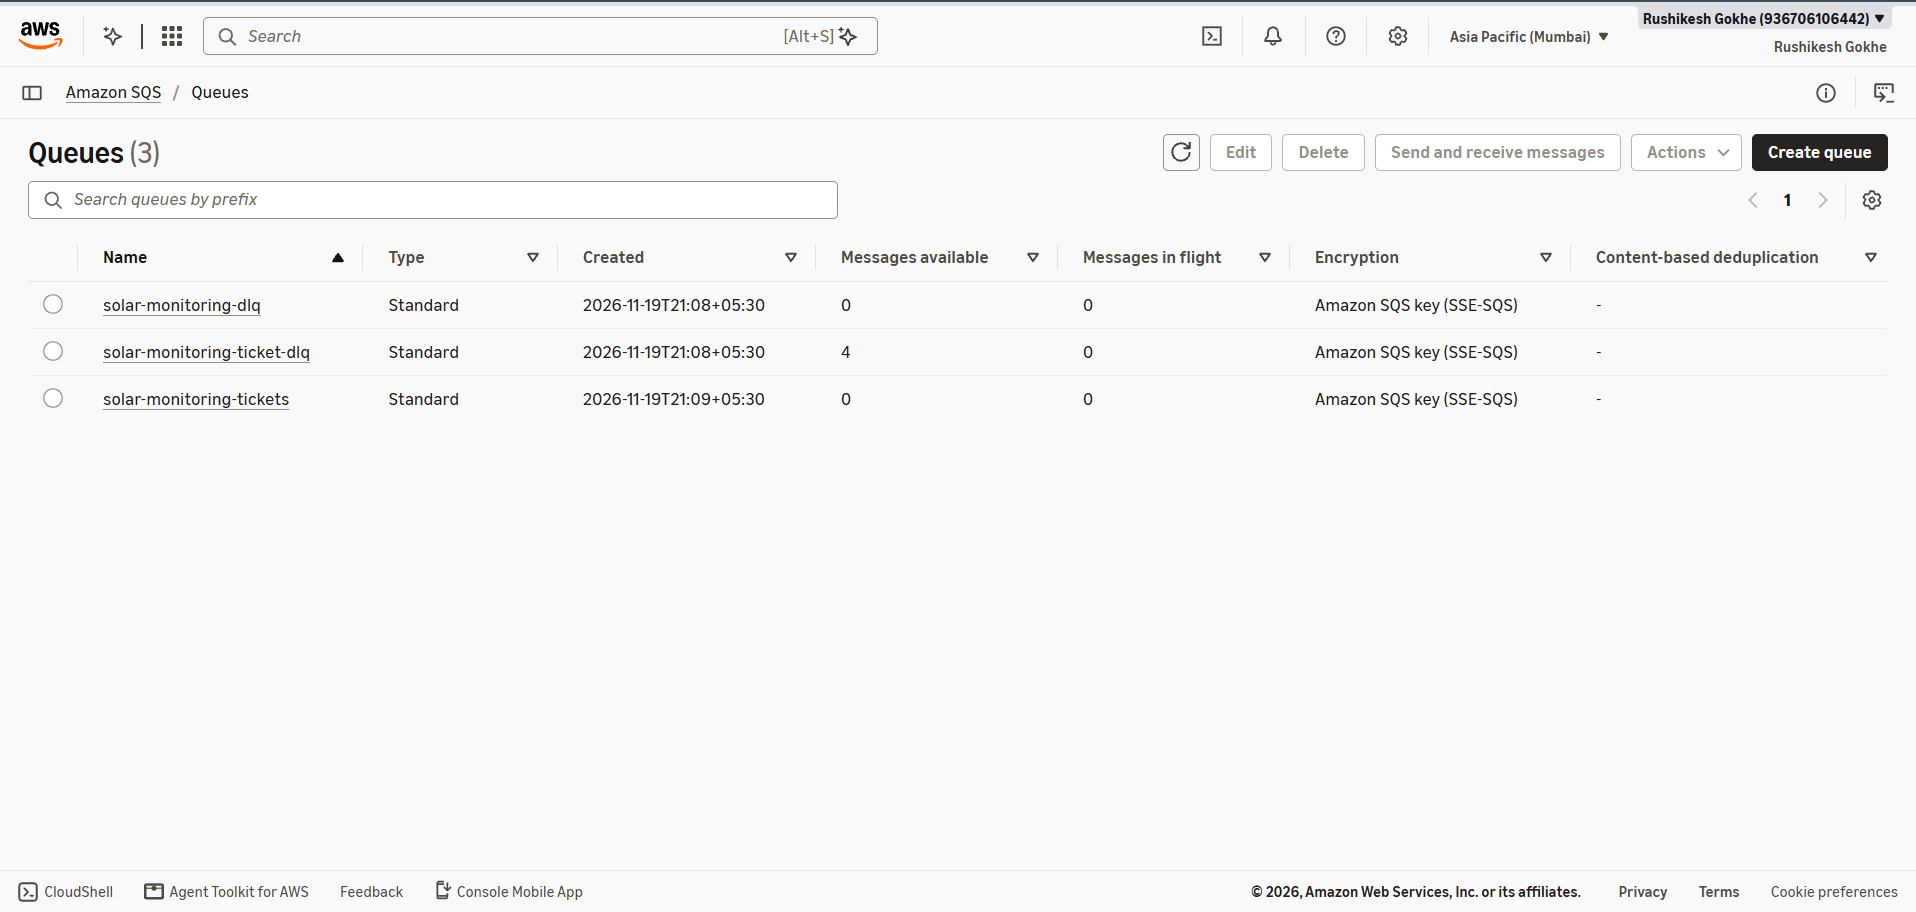 aws
Search [Alt+S]
Asia Pacific (Mumbai)
Rushikesh Gokhe (936706106442)
Rushikesh Gokhe
Amazon SQS / Queues
Queues (3)
Edit Delete Send and receive messages Actions Create queue
Search queues by prefix
1
Name Type Created Messages available Messages in flight Encryption Content-based deduplication
solar-monitoring-dlq Standard 2026-11-19T21:08+05:30 0 0 Amazon SQS key (SSE-SQS) -
solar-monitoring-ticket-dlq Standard 2026-11-19T21:08+05:30 4 0 Amazon SQS key (SSE-SQS) -
solar-monitoring-tickets Standard 2026-11-19T21:09+05:30 0 0 Amazon SQS key (SSE-SQS) -
CloudShell Agent Toolkit for AWS Feedback Console Mobile App © 2026, Amazon Web Services, Inc. or its affiliates. Privacy Terms Cookie preferences